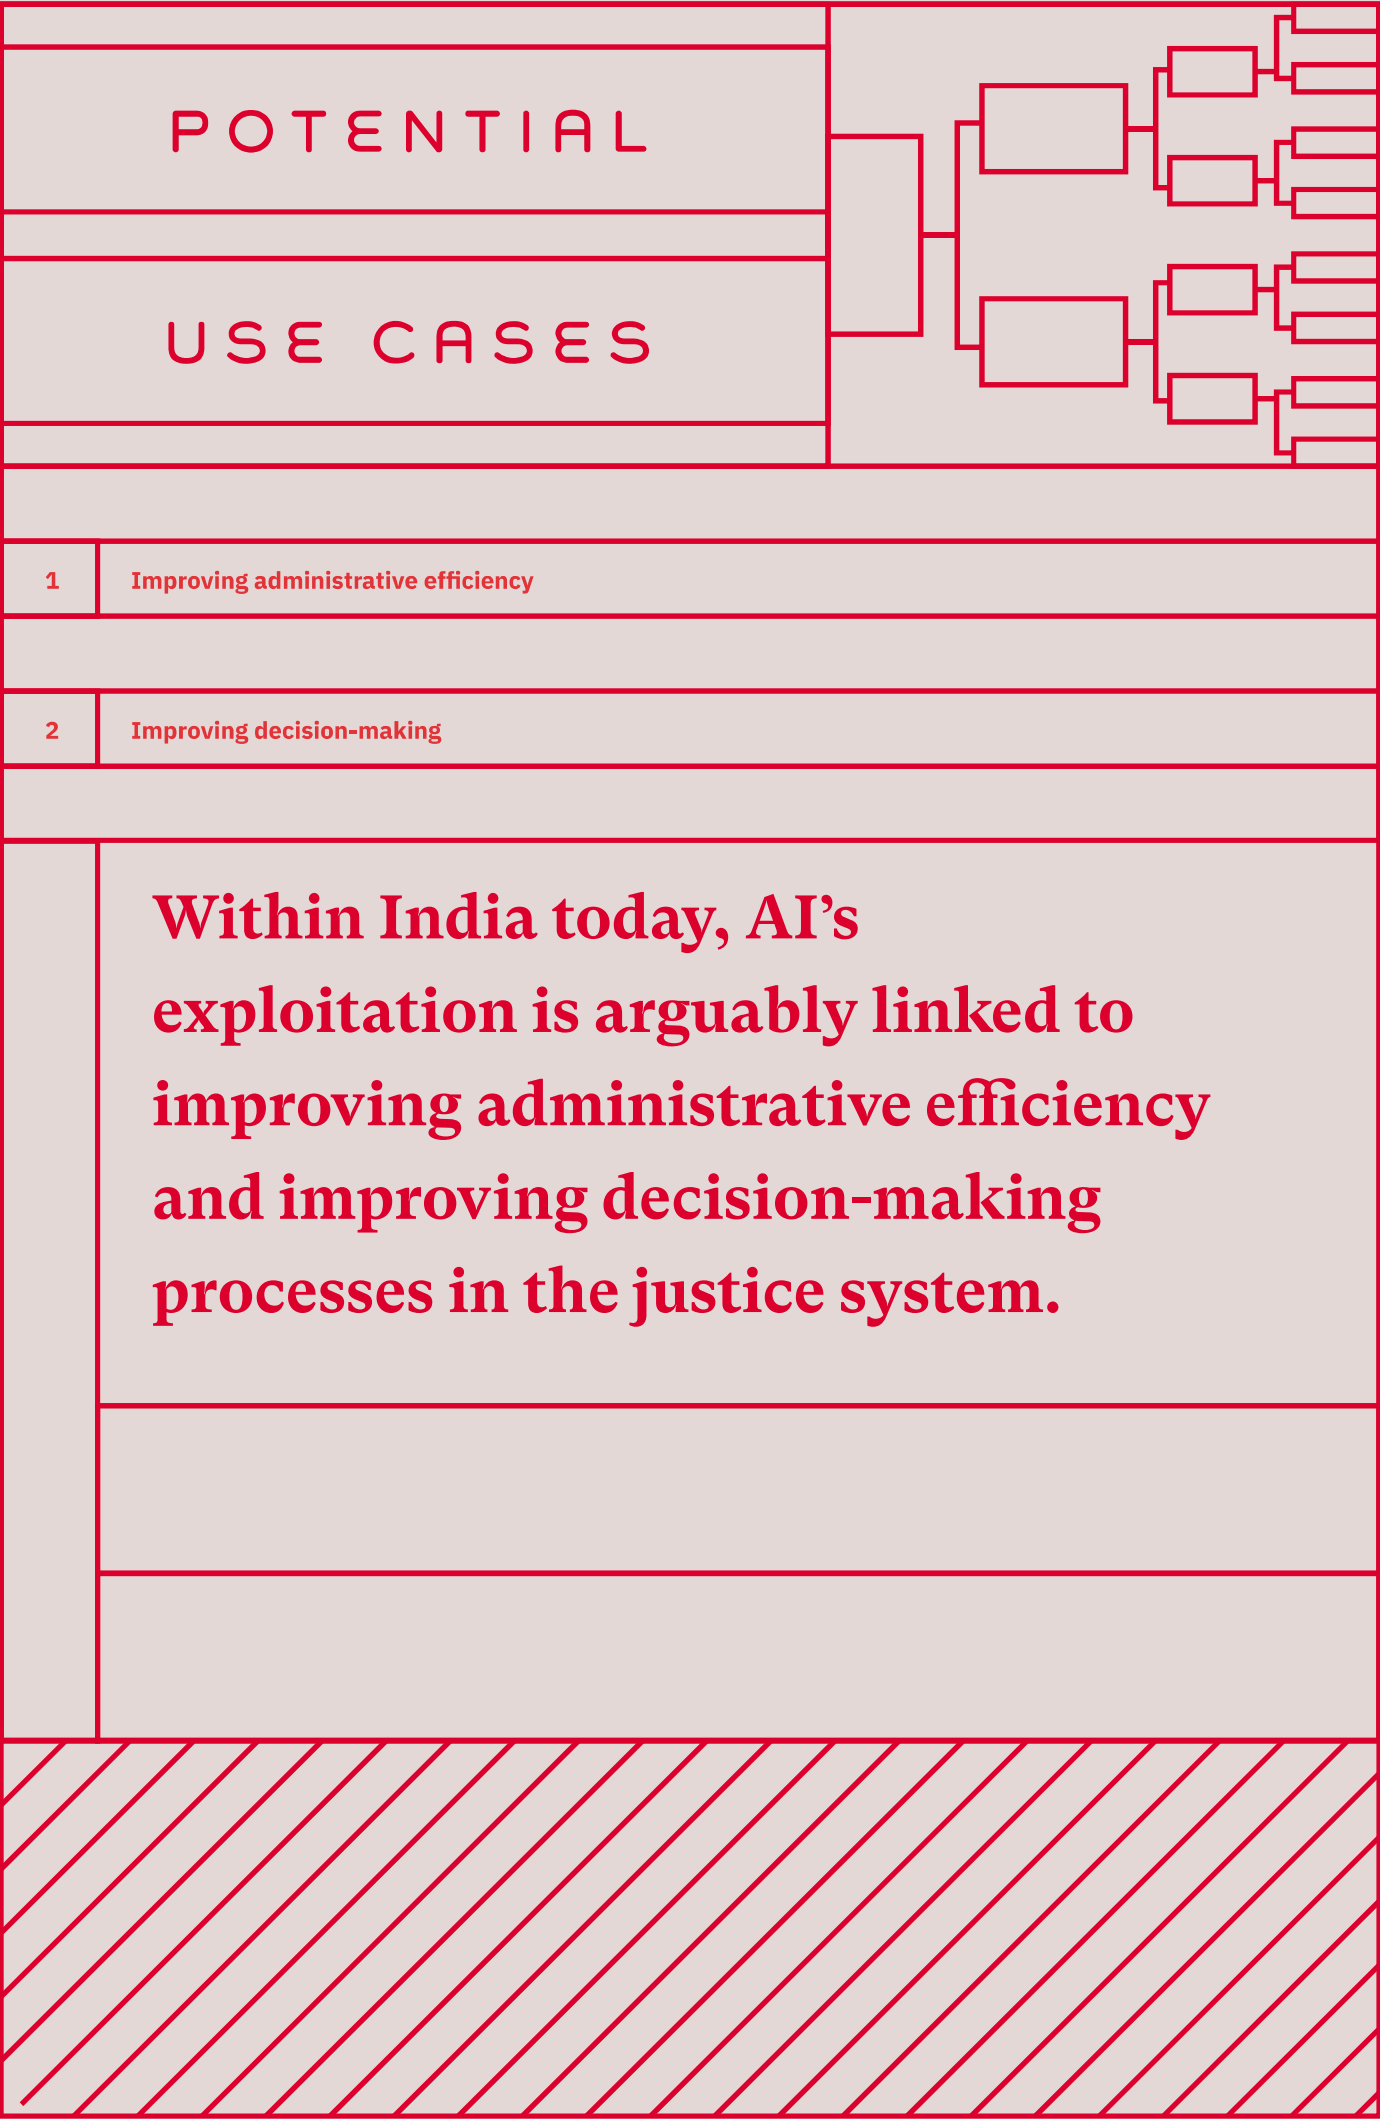 POTENTIAL
USE CASES
1 Improving administrative efficiency
2 Improving decision-making
Within India today, AI’s
exploitation is arguably linked to
improving administrative efficiency
and improving decision-making
processes in the justice system.